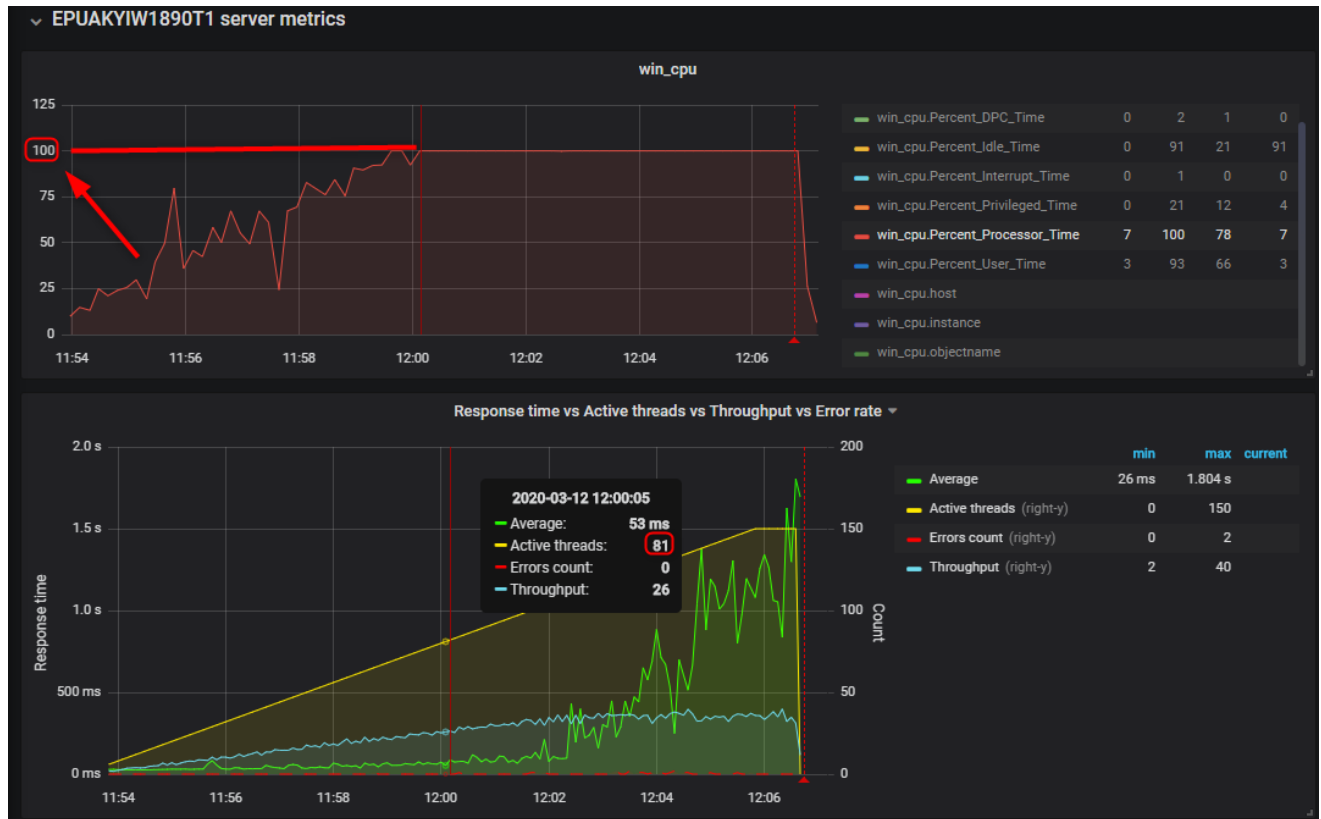 EPUAKYIW1890T1 server metrics
win_cpu
125
100
75
50
25
0
11:54 11:56 11:58 12:00 12:02 12:04 12:06
win_cpu.Percent_DPC_Time 0 2 1 0
win_cpu.Percent_Idle_Time 0 91 21 91
win_cpu.Percent_Interrupt_Time 0 1 0 0
win_cpu.Percent_Privileged_Time 0 21 12 4
win_cpu.Percent_Processor_Time 7 100 78 7
win_cpu.Percent_User_Time 3 93 66 3
win_cpu.host
win_cpu.instance
win_cpu.objectname
Response time vs Active threads vs Throughput vs Error rate
Response time
2.0 s
1.5 s
1.0 s
500 ms
0 ms
2020-03-12 12:00:05
Average: 53 ms
Active threads: 81
Errors count: 0
Throughput: 26
200
150
100
50
0
Count
11:54 11:56 11:58 12:00 12:02 12:04 12:06
min max current
Average 26 ms 1.804 s
Active threads (right-y) 0 150
Errors count (right-y) 0 2
Throughput (right-y) 2 40